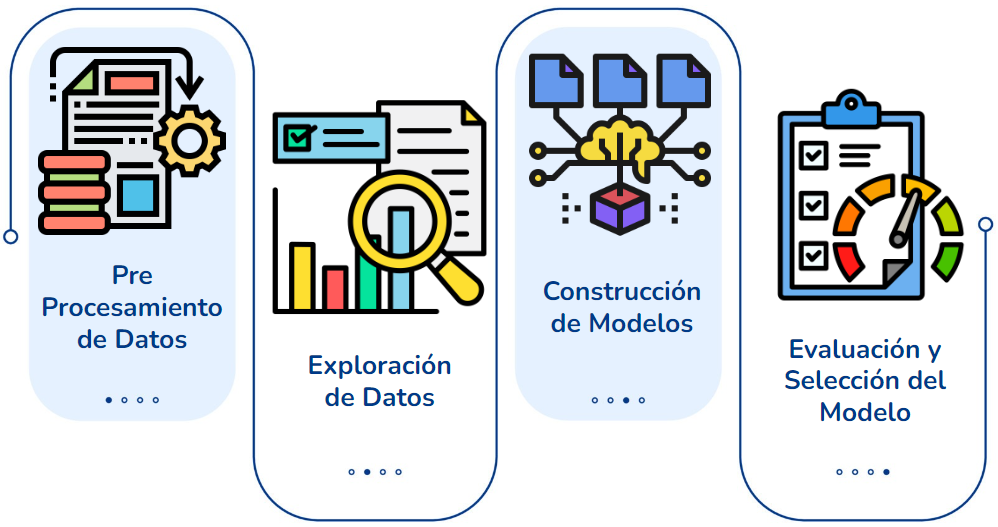 Pre
Procesamiento
de Datos
Exploración
de Datos
Construcción
de Modelos
Evaluación y
Selección del
Modelo